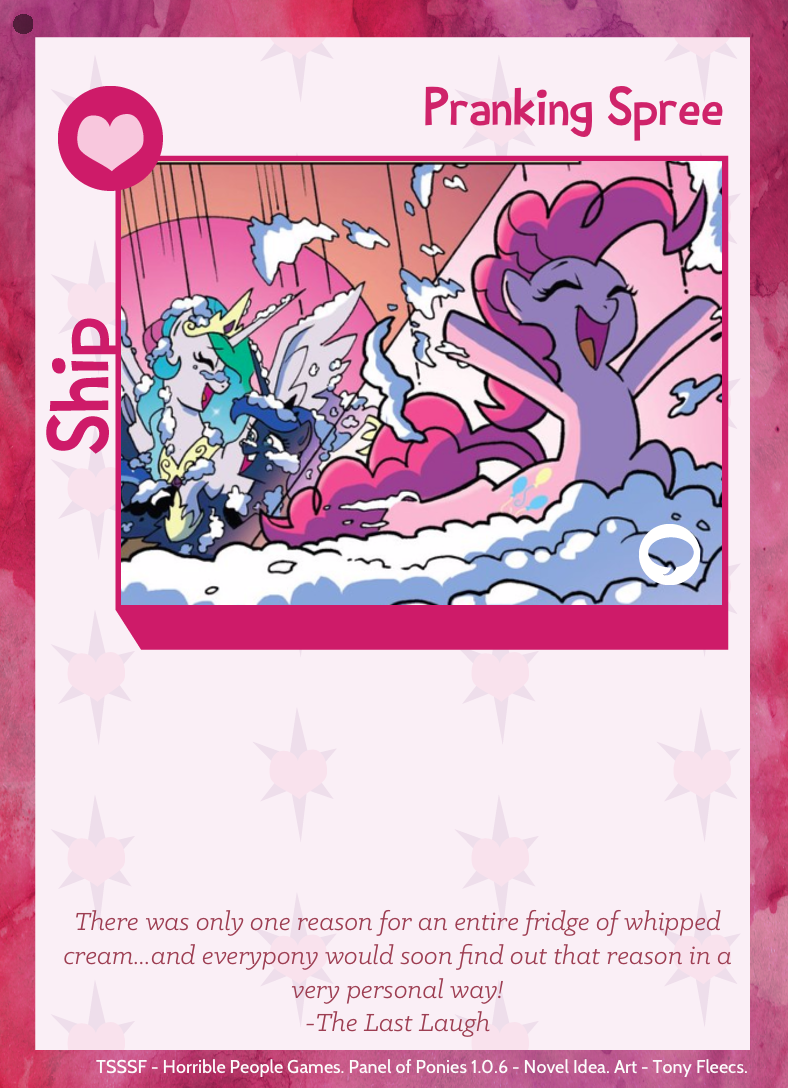 Pranking Spree
Ship
There was only one reason for an entire fridge of whipped
cream...and everypony would soon find out that reason in a
very personal way!
-The Last Laugh
TSSSF - Horrible People Games. Panel of Ponies 1.0.6 - Novel Idea. Art - Tony Fleecs.